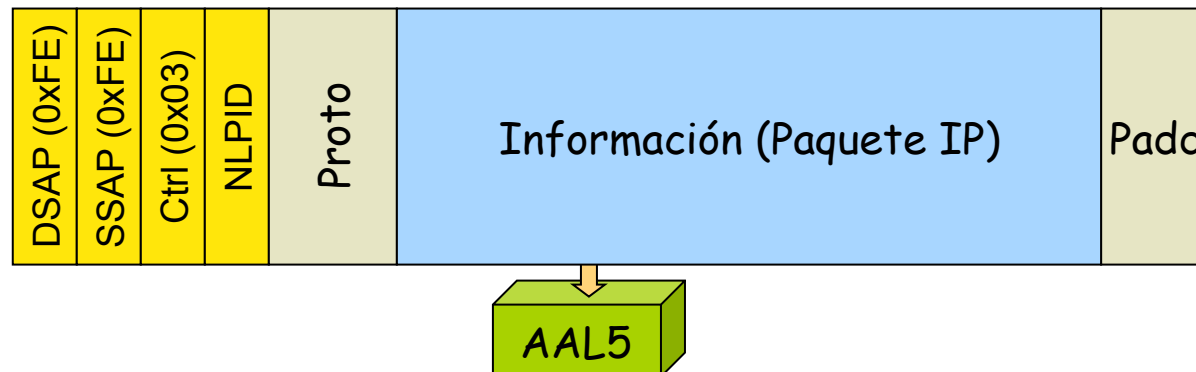 DSAP (0xFE)
SSAP (0xFE)
Ctrl (0x03)
NLPID
Proto
Información (Paquete IP)
AAL5